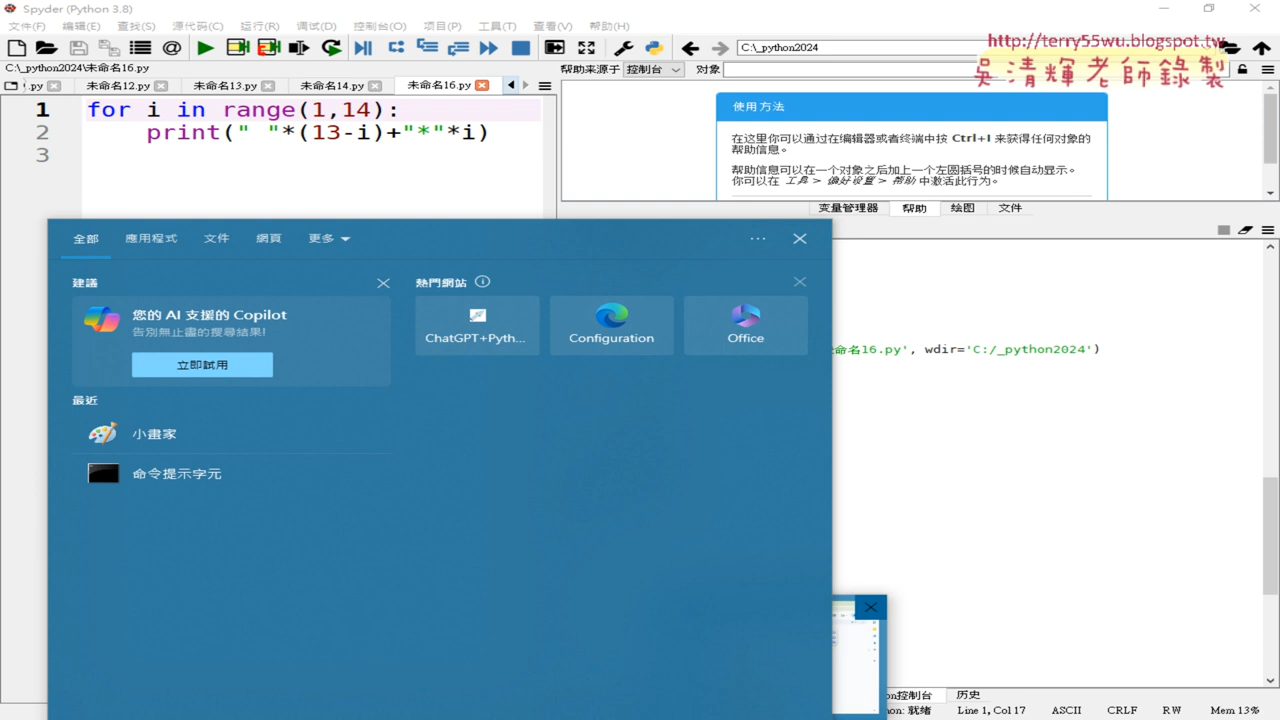 Spyder (Python 3.8)
文件(F) 编辑(E) 查找(S) 源代码(C) 运行(R) 调试(D) 控制台(O) 项目(P) 工具(T) 查看(V) 帮助(H)
C:\_python2024
http://terry55wu.blogspot.tw
吳清輝老師錄製
C:\_python2024\未命名16.py
帮助来源于 控制台 对象
.py 未命名12.py 未命名13.py 未命名14.py 未命名16.py
1 for i in range(1,14):
2 print(" "*(13-i)+"*"*i)
3
使用方法
在这里你可以通过在编辑器或者终端中按 Ctrl+I 来获得任何对象的
帮助信息。
帮助信息可以在一个对象之后加上一个左圆括号的时候自动显示。
你可以在 工具 > 偏好设置 > 帮助 中激活此行为。
变量管理器 帮助 绘图 文件
全部 應用程式 文件 網頁 更多
建議
您的 AI 支援的 Copilot
告別無止盡的搜尋結果!
立即試用
熱門網站
ChatGPT+Pyth...
Configuration
Office
最近
小畫家
命令提示字元
命名16.py', wdir='C:/_python2024')
on控制台 历史
hon: 就绪 Line 1, Col 17 ASCII CRLF RW Mem 13%